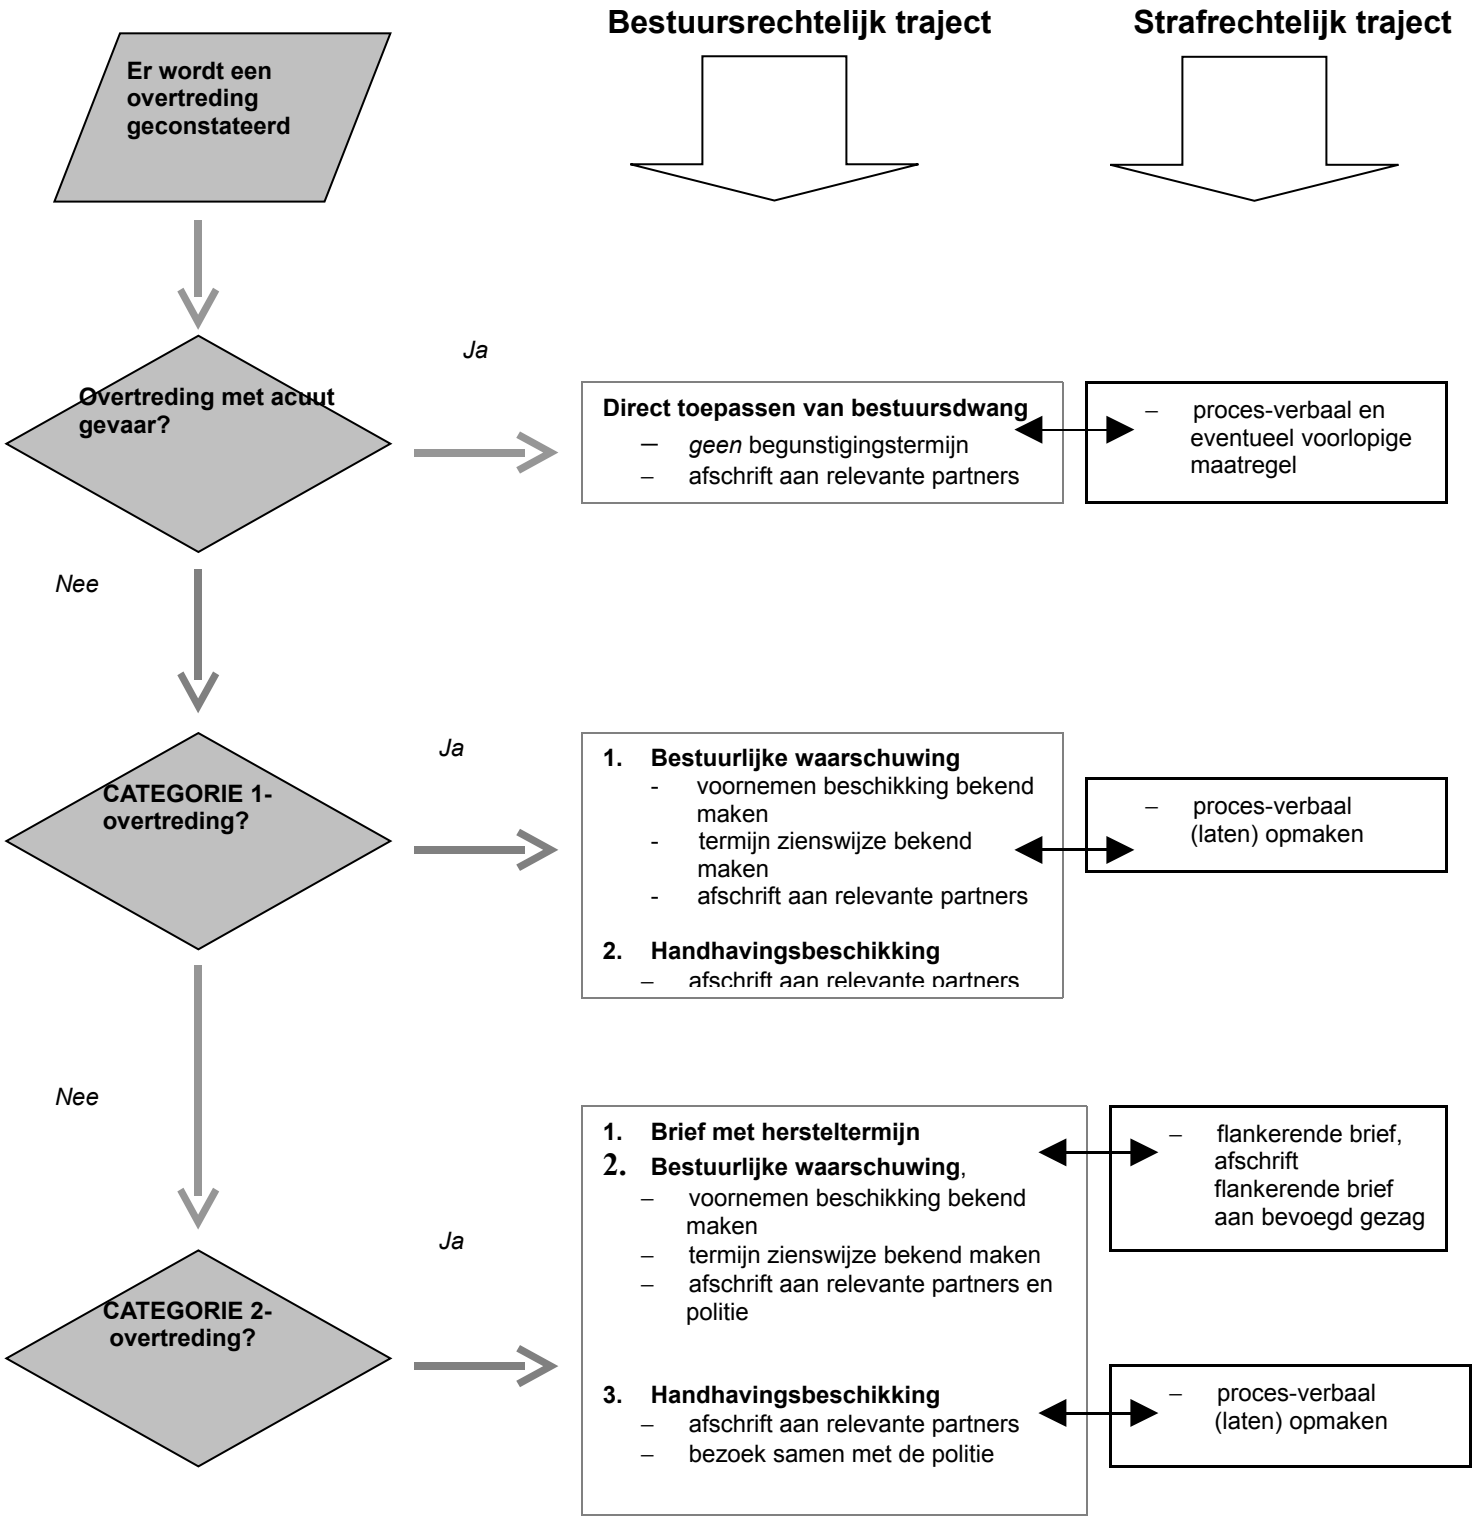 Bestuursrechtelijk traject
Strafrechtelijk traject
Er wordt een
overtreding
geconstateerd
Ja
Overtreding met acuut
gevaar?
Direct toepassen van bestuursdwang
– geen begunstigingstermijn
– afschrift aan relevante partners
– proces-verbaal en
eventueel voorlopige
maatregel
Nee
Ja
CATEGORIE 1-
overtreding?
1. Bestuurlijke waarschuwing
- voornemen beschikking bekend
maken
- termijn zienswijze bekend
maken
- afschrift aan relevante partners
2. Handhavingsbeschikking
– afschrift aan relevante partners
– proces-verbaal
(laten) opmaken
Nee
Ja
CATEGORIE 2-
overtreding?
1. Brief met hersteltermijn
2. Bestuurlijke waarschuwing,
– voornemen beschikking bekend
maken
– termijn zienswijze bekend maken
– afschrift aan relevante partners en
politie
3. Handhavingsbeschikking
– afschrift aan relevante partners
– bezoek samen met de politie
– flankerende brief,
afschrift
flankerende brief
aan bevoegd gezag
– proces-verbaal
(laten) opmaken